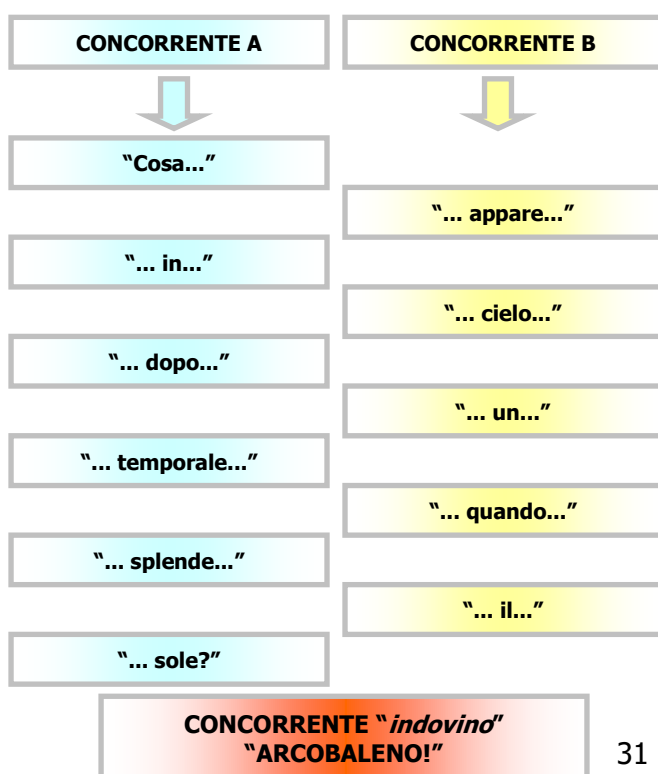 CONCORRENTE A
CONCORRENTE B
“Cosa...”
“... appare...”
“... in...”
“... cielo...”
“... dopo...”
“... un...”
“... temporale...”
“... quando...”
“... splende...”
“... il...”
“... sole?”
CONCORRENTE “indovino”
“ARCOBALENO!”
31